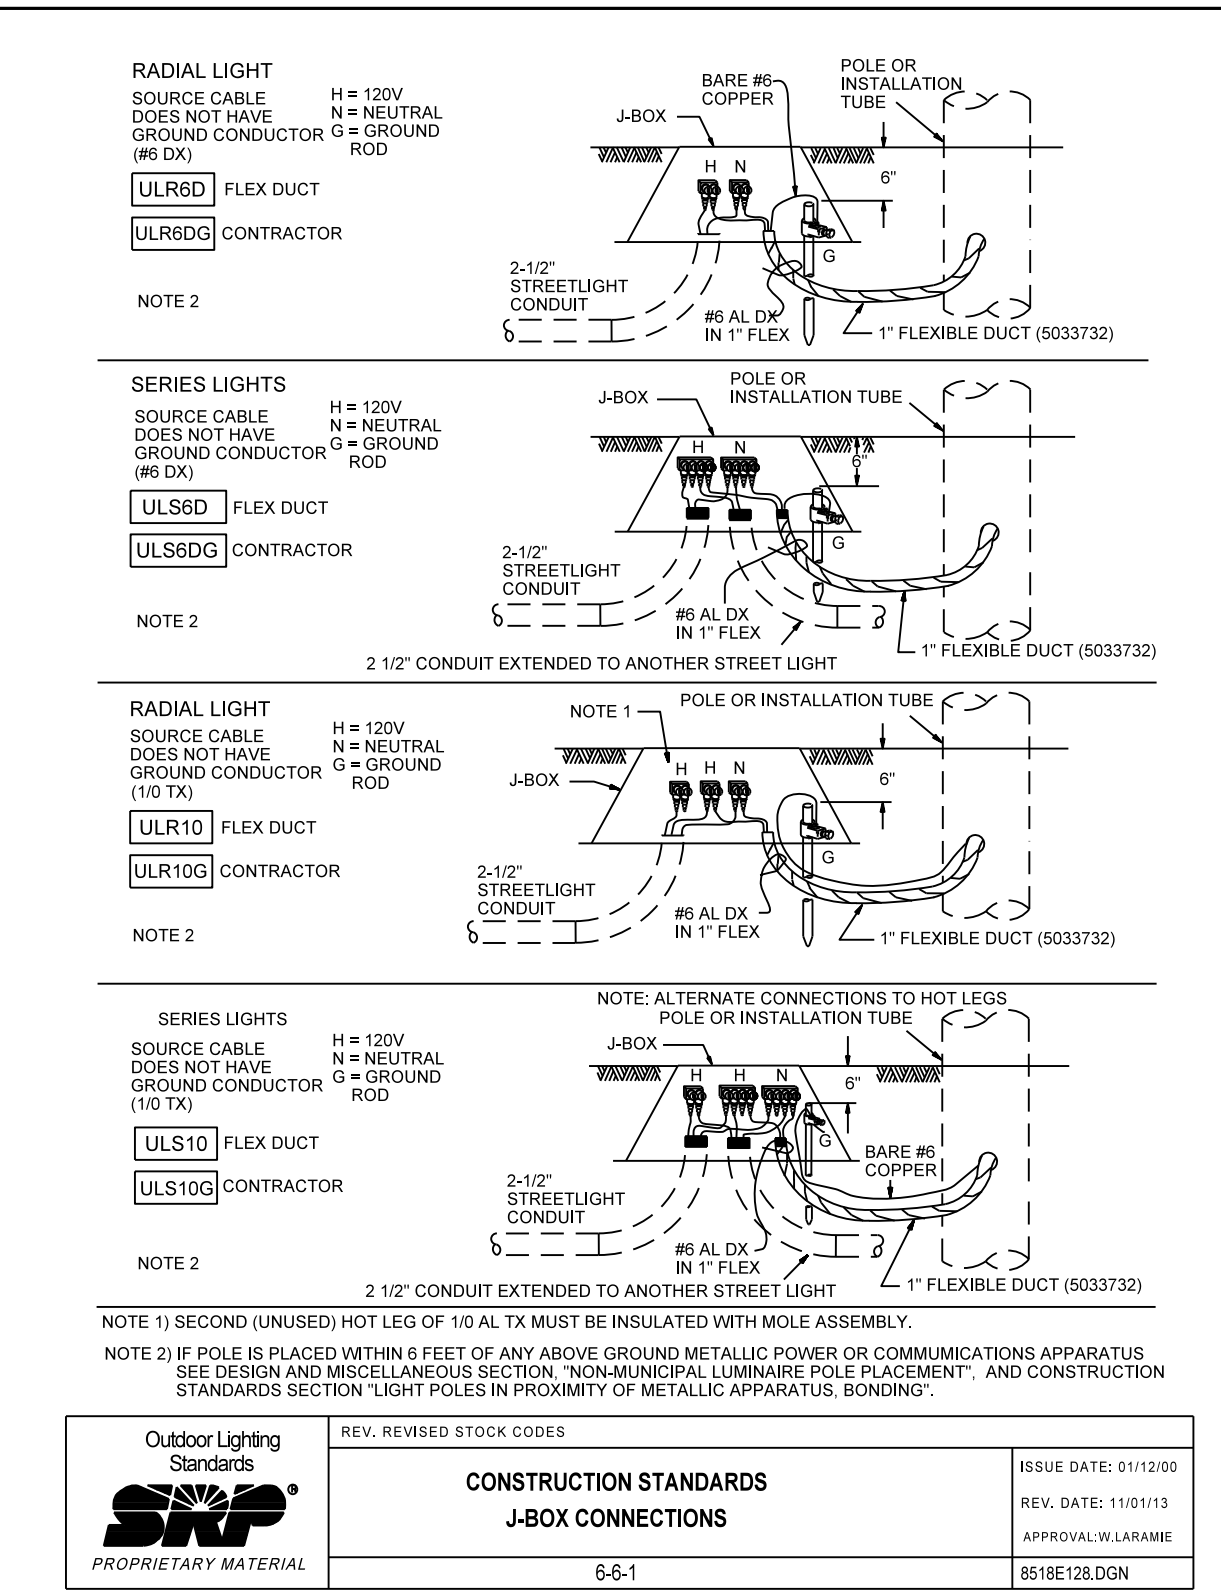 RADIAL LIGHT
SOURCE CABLE
DOES NOT HAVE
GROUND CONDUCTOR
(#6 DX)
H = 120V
N = NEUTRAL
G = GROUND
ROD
ULR6D FLEX DUCT
ULR6DG CONTRACTOR
NOTE 2
BARE #6
COPPER
POLE OR
INSTALLATION
TUBE
J-BOX
H N
6"
G
2-1/2"
STREETLIGHT
CONDUIT
#6 AL DX
IN 1" FLEX
1" FLEXIBLE DUCT (5033732)
SERIES LIGHTS
SOURCE CABLE
DOES NOT HAVE
GROUND CONDUCTOR
(#6 DX)
H = 120V
N = NEUTRAL
G = GROUND
ROD
ULS6D FLEX DUCT
ULS6DG CONTRACTOR
NOTE 2
POLE OR
INSTALLATION TUBE
J-BOX
H N
6"
G
2-1/2"
STREETLIGHT
CONDUIT
#6 AL DX
IN 1" FLEX
1" FLEXIBLE DUCT (5033732)
2 1/2" CONDUIT EXTENDED TO ANOTHER STREET LIGHT
RADIAL LIGHT
SOURCE CABLE
DOES NOT HAVE
GROUND CONDUCTOR
(1/0 TX)
H = 120V
N = NEUTRAL
G = GROUND
ROD
ULR10 FLEX DUCT
ULR10G CONTRACTOR
NOTE 2
POLE OR INSTALLATION TUBE
NOTE 1
J-BOX
H H N
6"
G
2-1/2"
STREETLIGHT
CONDUIT
#6 AL DX
IN 1" FLEX
1" FLEXIBLE DUCT (5033732)
SERIES LIGHTS
SOURCE CABLE
DOES NOT HAVE
GROUND CONDUCTOR
(1/0 TX)
H = 120V
N = NEUTRAL
G = GROUND
ROD
ULS10 FLEX DUCT
ULS10G CONTRACTOR
NOTE 2
NOTE: ALTERNATE CONNECTIONS TO HOT LEGS
POLE OR INSTALLATION TUBE
J-BOX
H H N
6"
G
BARE #6
COPPER
2-1/2"
STREETLIGHT
CONDUIT
#6 AL DX
IN 1" FLEX
1" FLEXIBLE DUCT (5033732)
2 1/2" CONDUIT EXTENDED TO ANOTHER STREET LIGHT
NOTE 1) SECOND (UNUSED) HOT LEG OF 1/0 AL TX MUST BE INSULATED WITH MOLE ASSEMBLY.
NOTE 2) IF POLE IS PLACED WITHIN 6 FEET OF ANY ABOVE GROUND METALLIC POWER OR COMMUMICATIONS APPARATUS
SEE DESIGN AND MISCELLANEOUS SECTION, "NON-MUNICIPAL LUMINAIRE POLE PLACEMENT", AND CONSTRUCTION
STANDARDS SECTION "LIGHT POLES IN PROXIMITY OF METALLIC APPARATUS, BONDING".
Outdoor Lighting
Standards
SRP®
PROPRIETARY MATERIAL
REV. REVISED STOCK CODES
CONSTRUCTION STANDARDS
J-BOX CONNECTIONS
6-6-1
ISSUE DATE: 01/12/00
REV. DATE: 11/01/13
APPROVAL:W.LARAMIE
8518E128.DGN